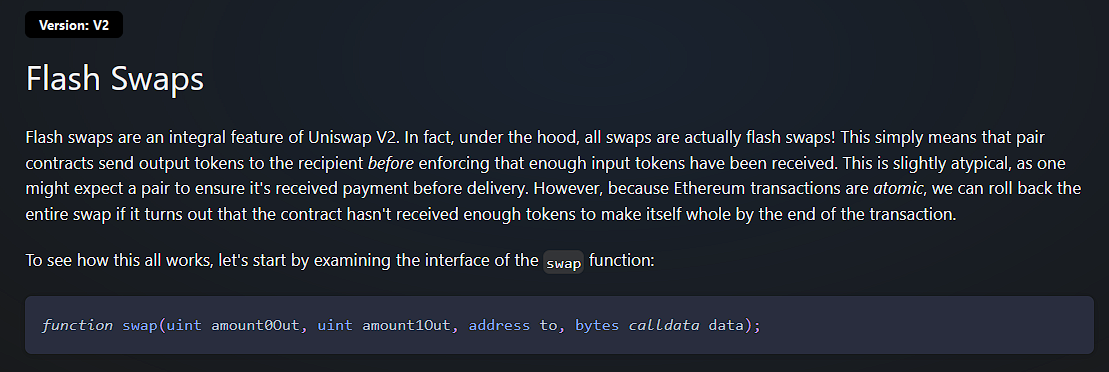 Version: V2
Flash Swaps
Flash swaps are an integral feature of Uniswap V2. In fact, under the hood, all swaps are actually flash swaps! This simply means that pair
contracts send output tokens to the recipient before enforcing that enough input tokens have been received. This is slightly atypical, as one
might expect a pair to ensure it's received payment before delivery. However, because Ethereum transactions are atomic, we can roll back the
entire swap if it turns out that the contract hasn't received enough tokens to make itself whole by the end of the transaction.
To see how this all works, let's start by examining the interface of the swap function:
function swap(uint amount0Out, uint amount1Out, address to, bytes calldata data);